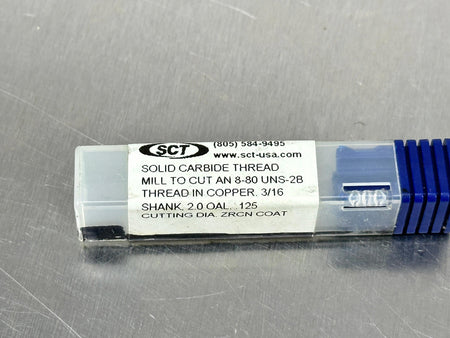 SCT
(805) 584-9495
www.sct-usa.com
SOLID CARBIDE THREAD
MILL TO CUT AN 8-80 UNS-2B
THREAD IN COPPER. 3/16
SHANK, 2.0 OAL. .125
CUTTING DIA. ZRCN COAT